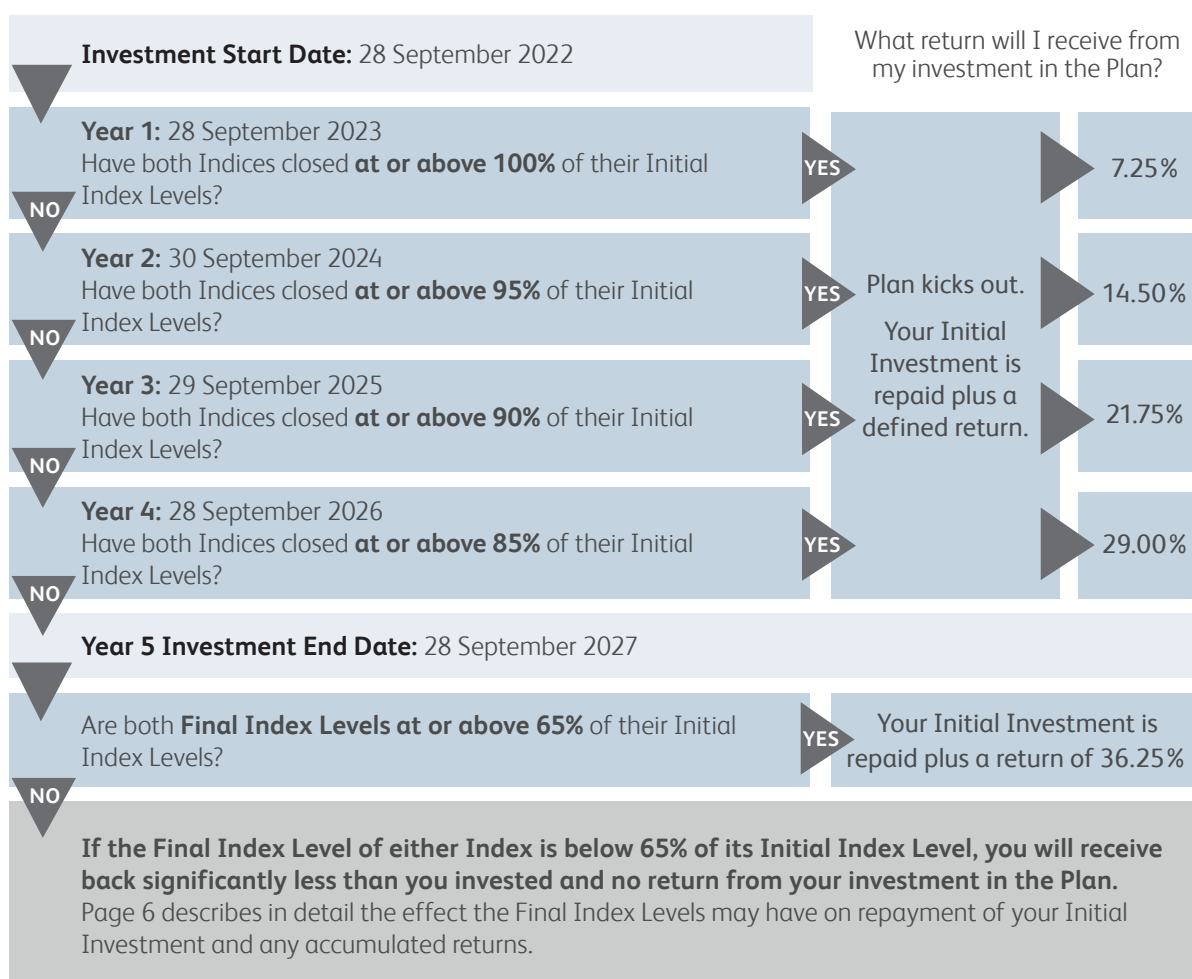 Investment Start Date: 28 September 2022
What return will I receive from
my investment in the Plan?
Year 1: 28 September 2023
Have both Indices closed at or above 100% of their Initial
Index Levels?
YES
7.25%
NO
Year 2: 30 September 2024
Have both Indices closed at or above 95% of their Initial
Index Levels?
YES
Plan kicks out.
Your Initial
Investment is
repaid plus a
defined return.
14.50%
NO
Year 3: 29 September 2025
Have both Indices closed at or above 90% of their Initial
Index Levels?
YES
21.75%
NO
Year 4: 28 September 2026
Have both Indices closed at or above 85% of their Initial
Index Levels?
YES
29.00%
NO
Year 5 Investment End Date: 28 September 2027
Are both Final Index Levels at or above 65% of their Initial
Index Levels?
YES
Your Initial Investment is
repaid plus a return of 36.25%
NO
If the Final Index Level of either Index is below 65% of its Initial Index Level, you will receive
back significantly less than you invested and no return from your investment in the Plan.
Page 6 describes in detail the effect the Final Index Levels may have on repayment of your Initial
Investment and any accumulated returns.